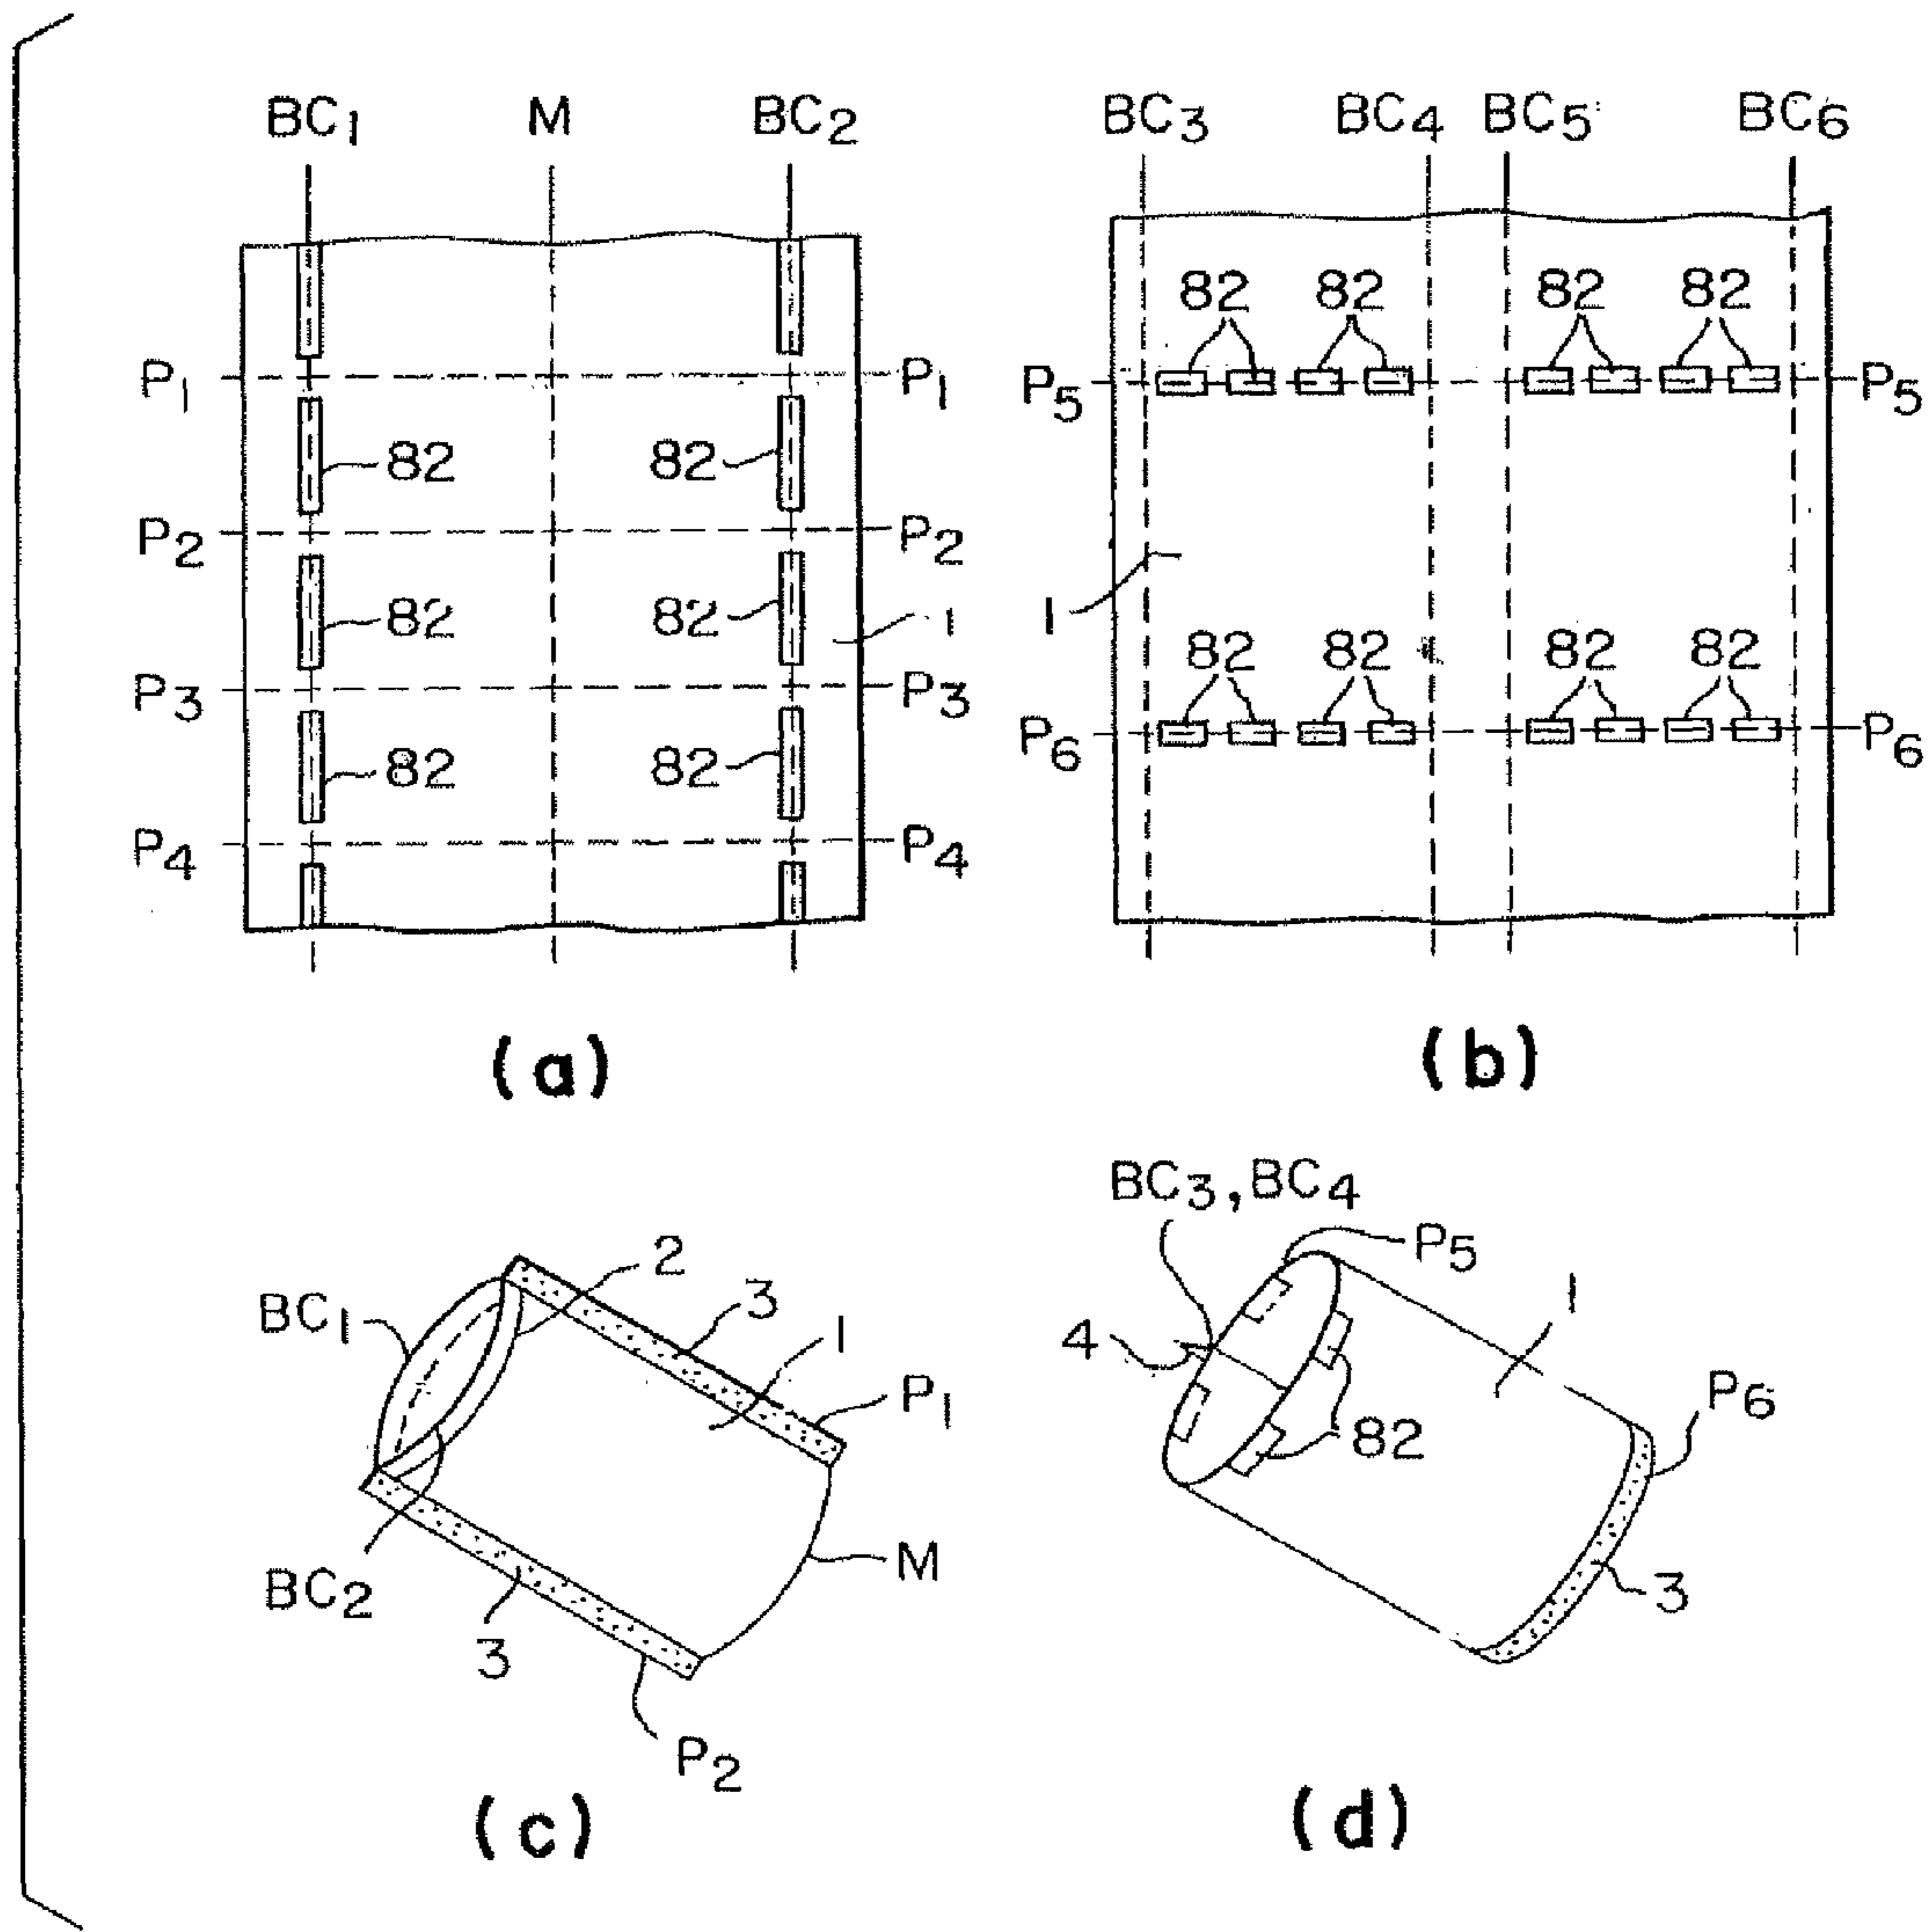 BC1 M BC2
P1 P1
82 82
P2 P2
82 82
1
P3 P3
82 82
P4 P4
(a)
BC3 BC4 BC5 BC6
82 82 82 82
P5 P5
1
82 82 82 82
P6 P6
(b)
2
BC1 3
1
P1
M
BC2
3
P2
(c)
BC3, BC4
P5
1
4
P6
82
3
(d)